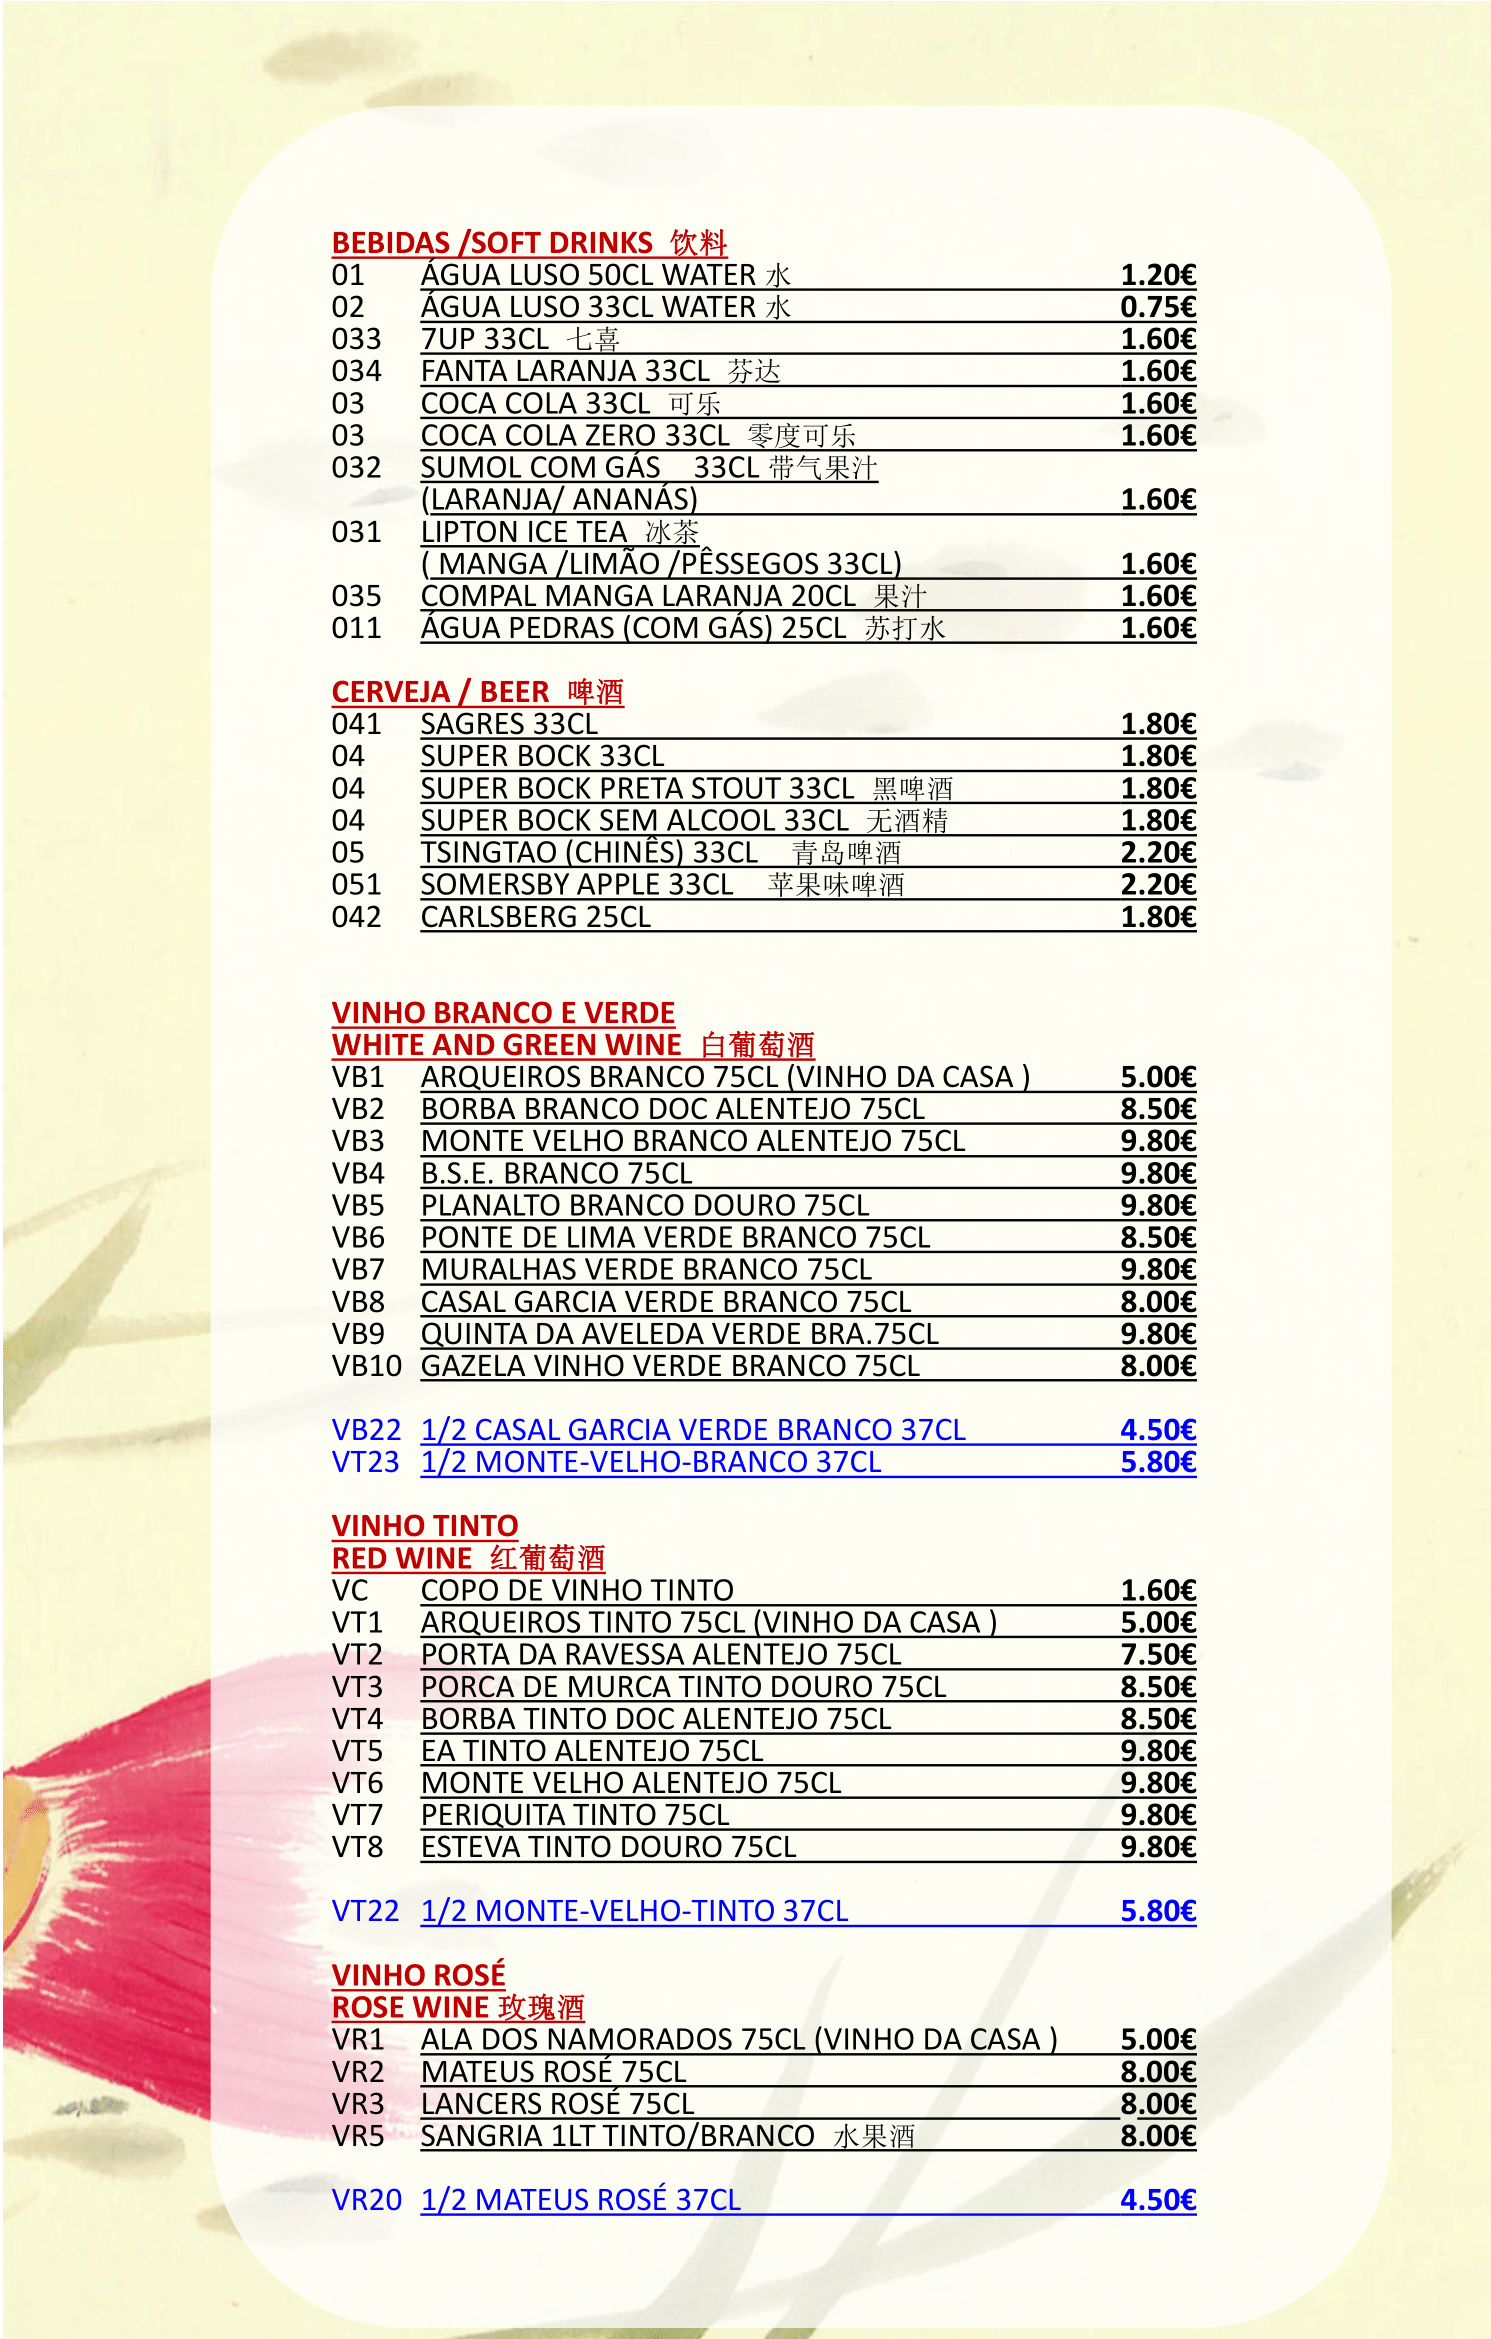 BEBIDAS /SOFT DRINKS 饮料
01 ÁGUA LUSO 50CL WATER 水 1.20€
02 ÁGUA LUSO 33CL WATER 水 0.75€
033 7UP 33CL 七喜 1.60€
034 FANTA LARANJA 33CL 芬达 1.60€
03 COCA COLA 33CL 可乐 1.60€
03 COCA COLA ZERO 33CL 零度可乐 1.60€
032 SUMOL COM GÁS 33CL 带气果汁
(LARANJA/ ANANÁS) 1.60€
031 LIPTON ICE TEA 冰茶
( MANGA /LIMÃO /PÊSSEGOS 33CL) 1.60€
035 COMPAL MANGA LARANJA 20CL 果汁 1.60€
011 ÁGUA PEDRAS (COM GÁS) 25CL 苏打水 1.60€
CERVEJA / BEER 啤酒
041 SAGRES 33CL 1.80€
04 SUPER BOCK 33CL 1.80€
04 SUPER BOCK PRETA STOUT 33CL 黑啤酒 1.80€
04 SUPER BOCK SEM ALCOOL 33CL 无酒精 1.80€
05 TSINGTAO (CHINÊS) 33CL 青岛啤酒 2.20€
051 SOMERSBY APPLE 33CL 苹果味啤酒 2.20€
042 CARLSBERG 25CL 1.80€
VINHO BRANCO E VERDE
WHITE AND GREEN WINE 白葡萄酒
VB1 ARQUEIROS BRANCO 75CL (VINHO DA CASA ) 5.00€
VB2 BORBA BRANCO DOC ALENTEJO 75CL 8.50€
VB3 MONTE VELHO BRANCO ALENTEJO 75CL 9.80€
VB4 B.S.E. BRANCO 75CL 9.80€
VB5 PLANALTO BRANCO DOURO 75CL 9.80€
VB6 PONTE DE LIMA VERDE BRANCO 75CL 8.50€
VB7 MURALHAS VERDE BRANCO 75CL 9.80€
VB8 CASAL GARCIA VERDE BRANCO 75CL 8.00€
VB9 QUINTA DA AVELEDA VERDE BRA.75CL 9.80€
VB10 GAZELA VINHO VERDE BRANCO 75CL 8.00€
VB22 1/2 CASAL GARCIA VERDE BRANCO 37CL 4.50€
VT23 1/2 MONTE-VELHO-BRANCO 37CL 5.80€
VINHO TINTO
RED WINE 红葡萄酒
VC COPO DE VINHO TINTO 1.60€
VT1 ARQUEIROS TINTO 75CL (VINHO DA CASA ) 5.00€
VT2 PORTA DA RAVESSA ALENTEJO 75CL 7.50€
VT3 PORCA DE MURCA TINTO DOURO 75CL 8.50€
VT4 BORBA TINTO DOC ALENTEJO 75CL 8.50€
VT5 EA TINTO ALENTEJO 75CL 9.80€
VT6 MONTE VELHO ALENTEJO 75CL 9.80€
VT7 PERIQUITA TINTO 75CL 9.80€
VT8 ESTEVA TINTO DOURO 75CL 9.80€
VT22 1/2 MONTE-VELHO-TINTO 37CL 5.80€
VINHO ROSÉ
ROSE WINE 玫瑰酒
VR1 ALA DOS NAMORADOS 75CL (VINHO DA CASA ) 5.00€
VR2 MATEUS ROSÉ 75CL 8.00€
VR3 LANCERS ROSÉ 75CL 8.00€
VR5 SANGRIA 1LT TINTO/BRANCO 水果酒 8.00€
VR20 1/2 MATEUS ROSÉ 37CL 4.50€